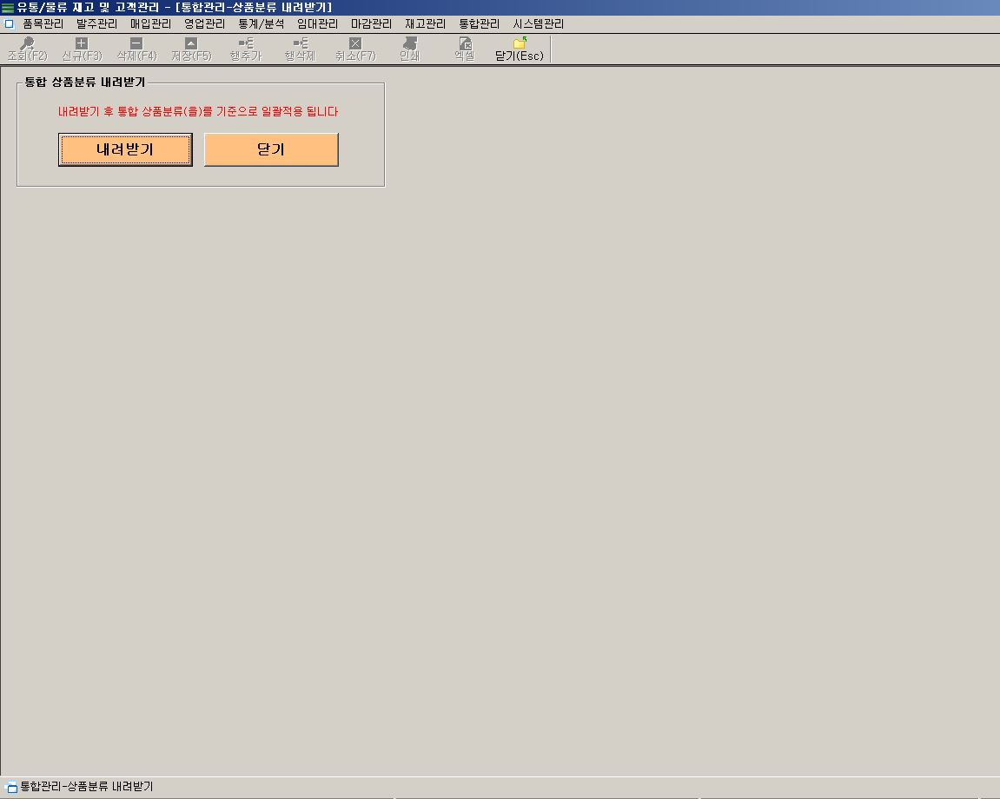 유통/물류 재고 및 고객관리 - [통합관리-상품분류 내려받기]
품목관리 발주관리 매입관리 영업관리 통계/분석 임대관리 마감관리 재고관리 통합관리 시스템관리
조회(F2) 신규(F3) 삭제(F4) 저장(F5) 행추가 행삭제 취소(F7) 인쇄 엑셀 닫기(Esc)
통합 상품분류 내려받기
내려받기 후 통합 상품분류(을)를 기준으로 일괄적용 됩니다
내려받기 닫기
통합관리-상품분류 내려받기